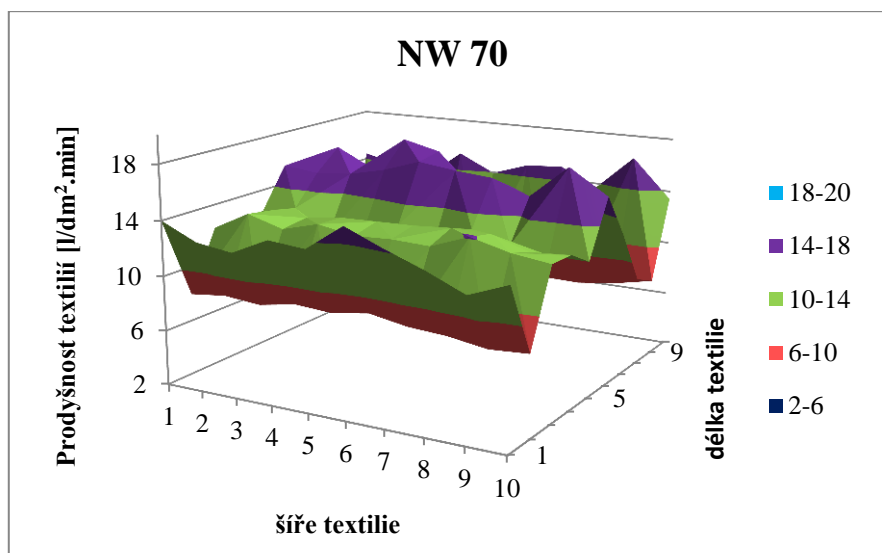 NW 70
Prodyšnost textilií [l/dm².min]
18
14
10
6
2
1 2 3 4 5 6 7 8 9 10
šíře textilie
1
5
9
délka textilie
18-20
14-18
10-14
6-10
2-6